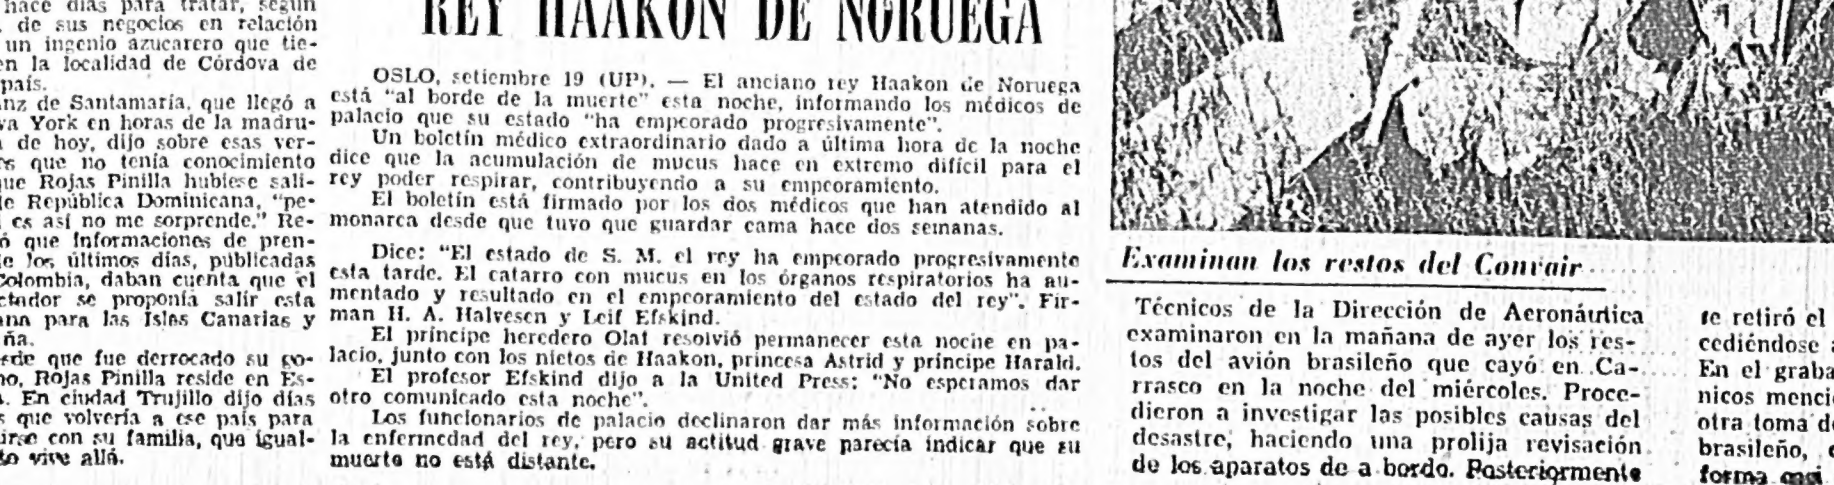 hace días para tratar, según
de sus negocios en relación
un ingenio azucarero que tie-
en la localidad de Córdova de
país.
anz de Santamaría, que llegó a
va York en horas de la madru-
de hoy, dijo sobre esas ver-
que no tenía conocimiento
que Rojas Pinilla hubiese sali-
de República Dominicana, "pe-
es así no me sorprende." Re-
ó que informaciones de pren-
de los últimos días, publicadas
Colombia, daban cuenta que el
ctador se proponía salir esta
ana para las Islas Canarias y
ña.
sde que fue derrocado su go-
no, Rojas Pinilla reside en Es-
. En ciudad Trujillo dijo días
s que volvería a ese país para
irse con su familia, que igual-
to vive allá.
REY HAAKON DE NORUEGA
OSLO, setiembre 19 (UP). — El anciano rey Haakon de Noruega
está "al borde de la muerte" esta noche, informando los médicos de
palacio que su estado "ha empeorado progresivamente".
Un boletín médico extraordinario dado a última hora de la noche
dice que la acumulación de mucus hace en extremo difícil para el
rey poder respirar, contribuyendo a su empeoramiento.
El boletín está firmado por los dos médicos que han atendido al
monarca desde que tuvo que guardar cama hace dos semanas.
Dice: "El estado de S. M. el rey ha empeorado progresivamente
esta tarde. El catarro con mucus en los órganos respiratorios ha au-
mentado y resultado en el empeoramiento del estado del rey". Fir-
man H. A. Halvesen y Leif Efskind.
El príncipe heredero Olaf resolvió permanecer esta noche en pa-
lacio, junto con los nietos de Haakon, princesa Astrid y príncipe Harald.
El profesor Efskind dijo a la United Press: "No esperamos dar
otro comunicado esta noche".
Los funcionarios de palacio declinaron dar más información sobre
la enfermedad del rey, pero su actitud grave parecía indicar que su
muerte no está distante.
Examinan los restos del Convair
Técnicos de la Dirección de Aeronáutica
examinaron en la mañana de ayer los res-
tos del avión brasileño que cayó en Ca-
rrasco en la noche del miércoles. Proce-
dieron a investigar las posibles causas del
desastre, haciendo una prolija revisación
de los aparatos de a bordo. Posteriormente
se retiró el
cediéndose
En el graba
nicos menci
otra toma d
brasileño,
forma casi